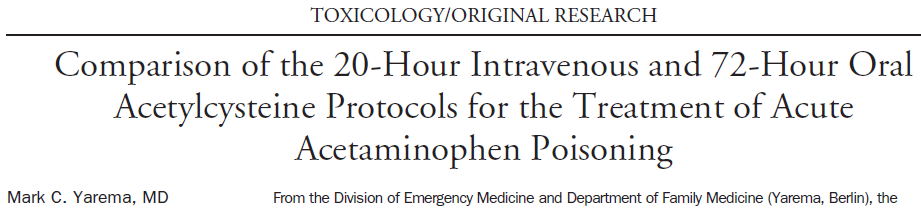 TOXICOLOGY/ORIGINAL RESEARCH
Comparison of the 20-Hour Intravenous and 72-Hour Oral
Acetylcysteine Protocols for the Treatment of Acute
Acetaminophen Poisoning
Mark C. Yarema, MD From the Division of Emergency Medicine and Department of Family Medicine (Yarema, Berlin), the